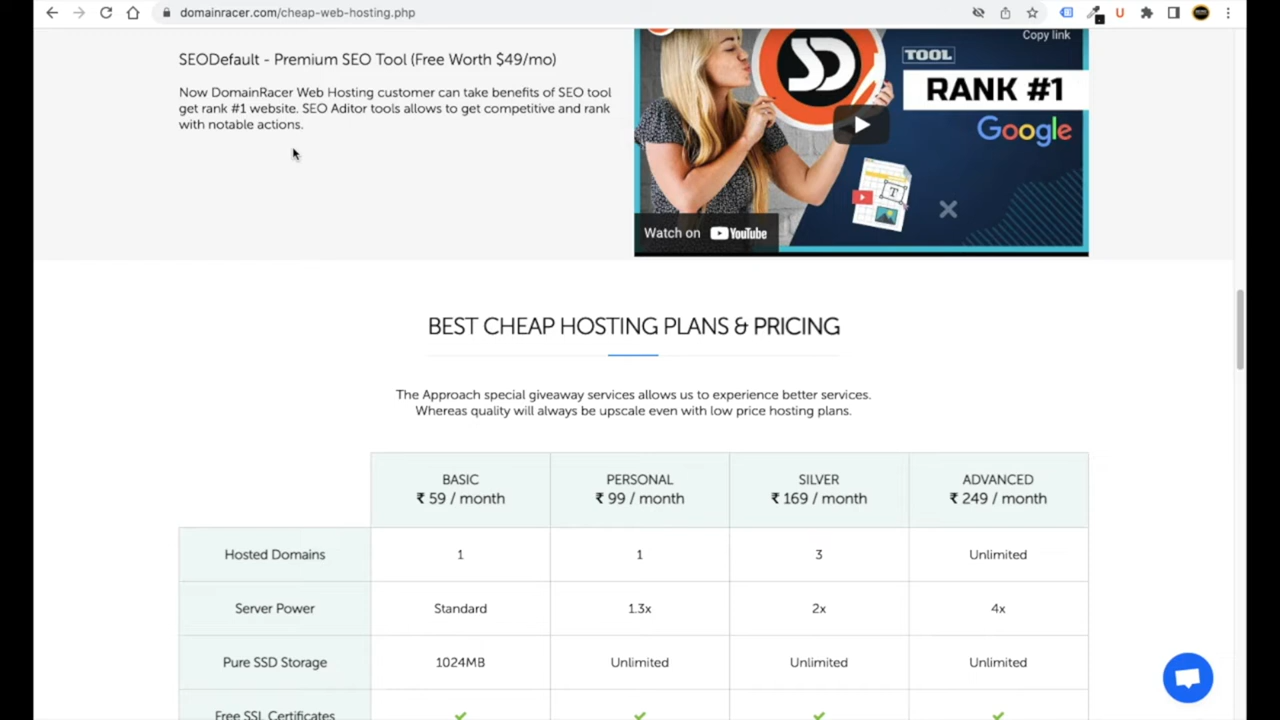 domainracer.com/cheap-web-hosting.php
SEODefault - Premium SEO Tool (Free Worth $49/mo)
Now DomainRacer Web Hosting customer can take benefits of SEO tool
get rank #1 website. SEO Aditor tools allows to get competitive and rank
with notable actions.
Copy link
TOOL
RANK #1
Google
T
Watch on YouTube
BEST CHEAP HOSTING PLANS & PRICING
The Approach special giveaway services allows us to experience better services.
Whereas quality will always be upscale even with low price hosting plans.
BASIC PERSONAL SILVER ADVANCED
₹ 59 / month ₹ 99 / month ₹ 169 / month ₹ 249 / month
Hosted Domains 1 1 3 Unlimited
Server Power Standard 1.3x 2x 4x
Pure SSD Storage 1024MB Unlimited Unlimited Unlimited
Free SSL Certificates